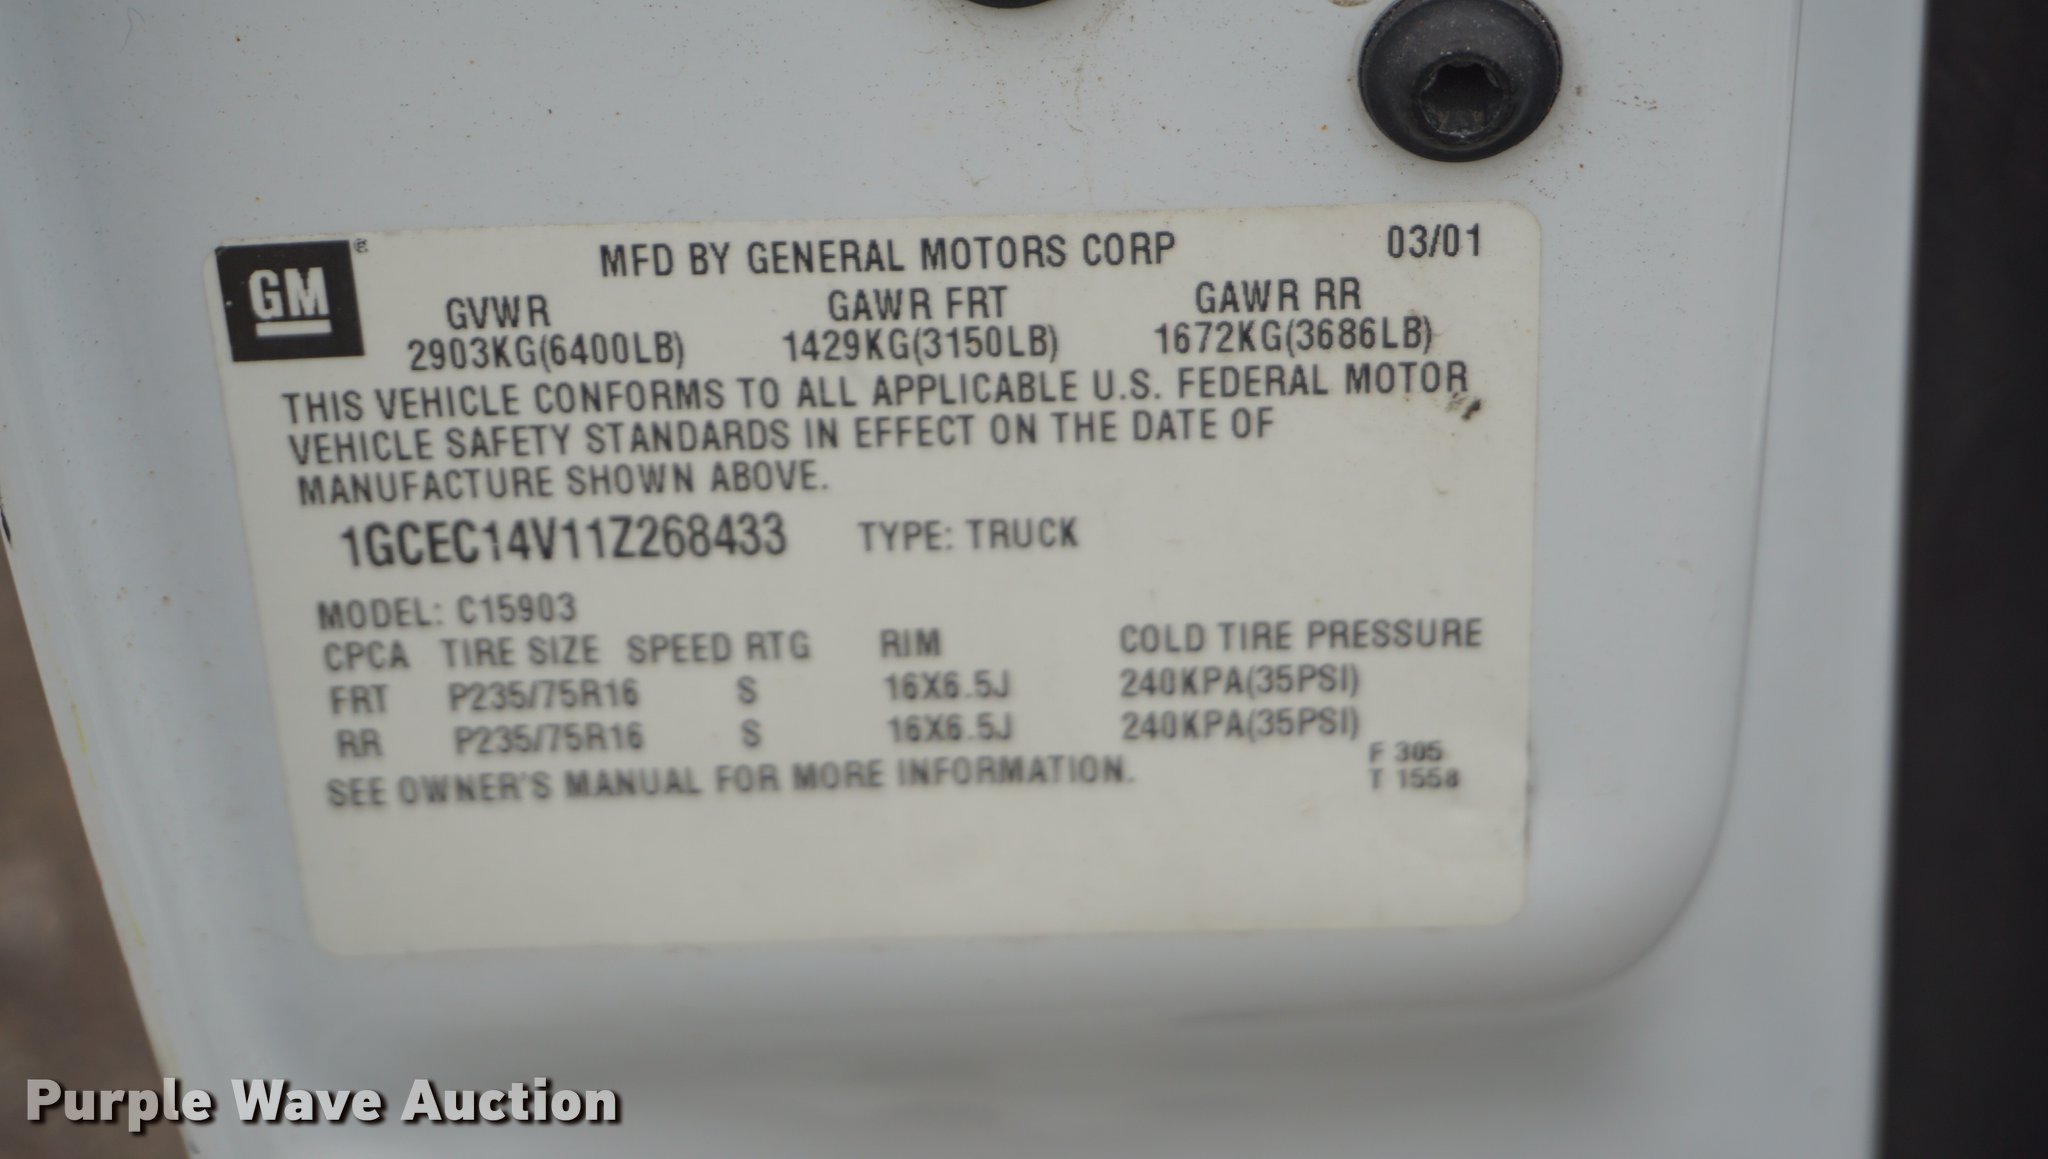 GM®
MFD BY GENERAL MOTORS CORP 03/01
GVWR GAWR FRT GAWR RR
2903KG(6400LB) 1429KG(3150LB) 1672KG(3686LB)
THIS VEHICLE CONFORMS TO ALL APPLICABLE U.S. FEDERAL MOTOR
VEHICLE SAFETY STANDARDS IN EFFECT ON THE DATE OF
MANUFACTURE SHOWN ABOVE.
1GCEC14V11Z268433 TYPE: TRUCK
MODEL: C15903
CPCA TIRE SIZE SPEED RTG RIM COLD TIRE PRESSURE
FRT P235/75R16 S 16X6.5J 240KPA(35PSI)
RR P235/75R16 S 16X6.5J 240KPA(35PSI)
SEE OWNER'S MANUAL FOR MORE INFORMATION.
F 305
T 1558
Purple Wave Auction